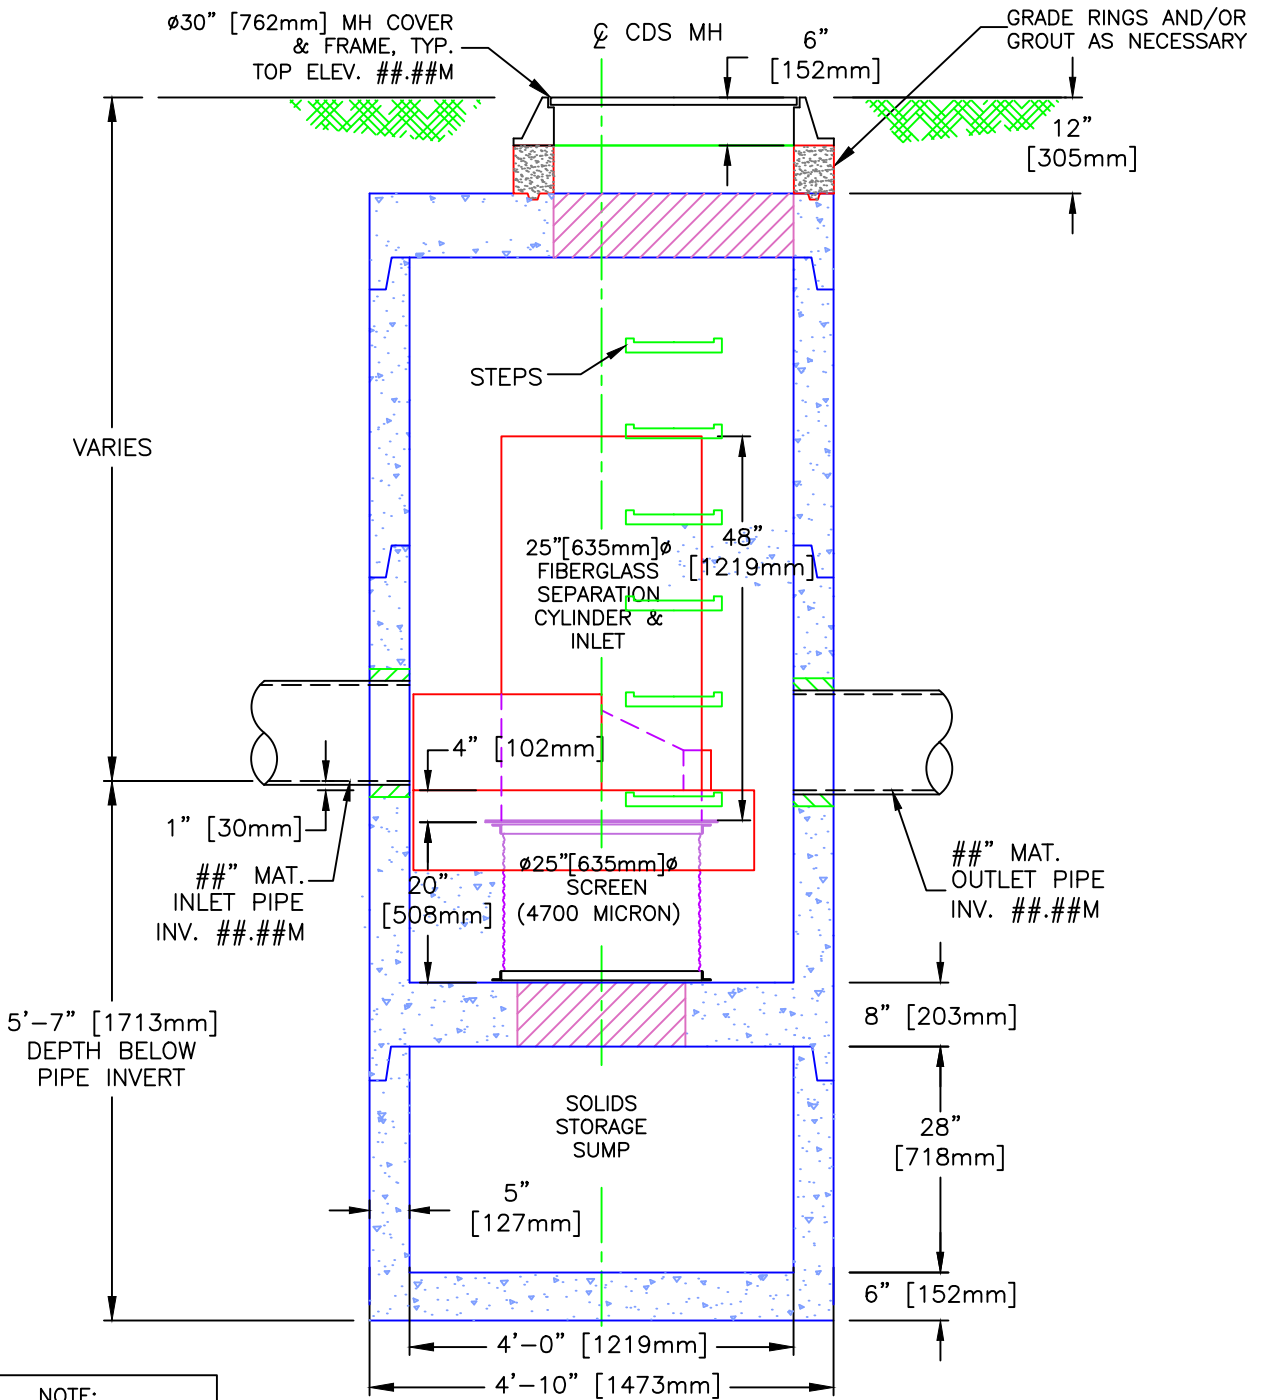 ø30" [762mm] MH COVER
& FRAME, TYP.
TOP ELEV. ##.##M
℄ CDS MH
6"
[152mm]
GRADE RINGS AND/OR
GROUT AS NECESSARY
12"
[305mm]
STEPS
VARIES
48"
[1219mm]
25"[635mm]ø
FIBERGLASS
SEPARATION
CYLINDER &
INLET
4" [102mm]
1" [30mm]
##" MAT.
INLET PIPE
INV. ##.##M
20"
[508mm]
ø25"[635mm]ø
SCREEN
(4700 MICRON)
##" MAT.
OUTLET PIPE
INV. ##.##M
5'-7" [1713mm]
DEPTH BELOW
PIPE INVERT
8" [203mm]
SOLIDS
STORAGE
SUMP
28"
[718mm]
5"
[127mm]
6" [152mm]
4'-0" [1219mm]
4'-10" [1473mm]
NOTE: